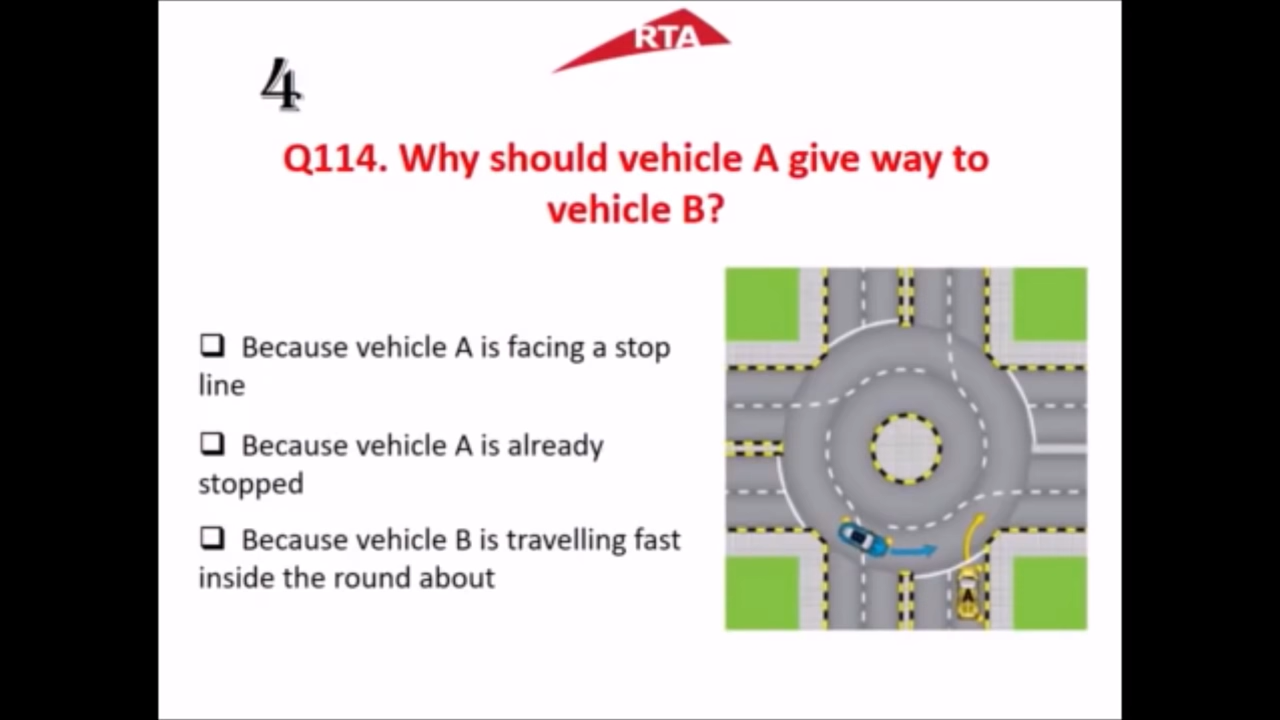 RTA
4
Q114. Why should vehicle A give way to
vehicle B?
Because vehicle A is facing a stop
line
Because vehicle A is already
stopped
Because vehicle B is travelling fast
inside the round about
A